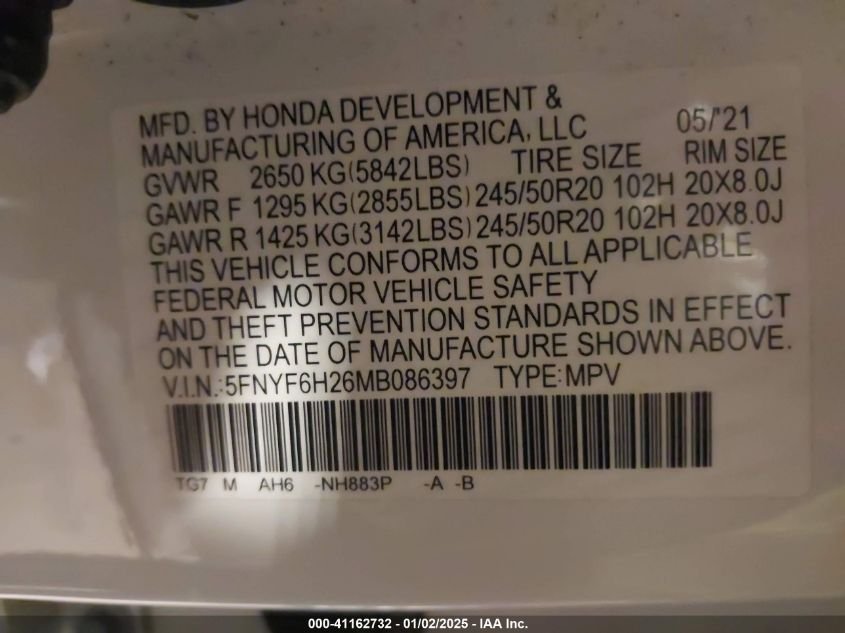 MFD. BY HONDA DEVELOPMENT &
MANUFACTURING OF AMERICA, LLC 05/'21
GVWR 2650 KG(5842LBS) TIRE SIZE RIM SIZE
GAWR F 1295 KG(2855LBS) 245/50R20 102H 20X8.0J
GAWR R 1425 KG(3142LBS) 245/50R20 102H 20X8.0J
THIS VEHICLE CONFORMS TO ALL APPLICABLE
FEDERAL MOTOR VEHICLE SAFETY
AND THEFT PREVENTION STANDARDS IN EFFECT
ON THE DATE OF MANUFACTURE SHOWN ABOVE.
V.I.N.:5FNYF6H26MB086397 TYPE:MPV
TG7 M AH6 -NH883P -A -B
000-41162732 - 01/02/2025 - IAA Inc.